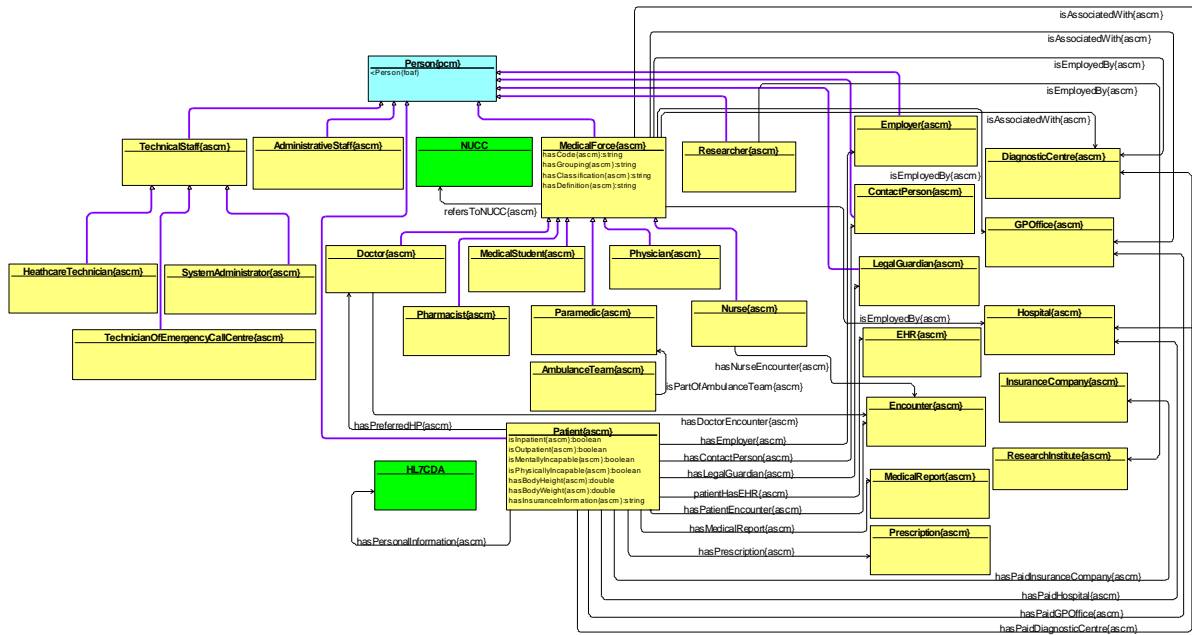 isAssociatedWith{ascm}
isAssociatedWith{ascm}
Person{pcm}
<Person{foaf}
isEmployedBy{ascm}
isEmployedBy{ascm}
isAssociatedWith{ascm}
Employer{ascm}
TechnicalStaff{ascm}
AdministrativeStaff{ascm}
NUCC
MedicalForce{ascm}
hasCode{ascm}:string
hasGrouping{ascm}:string
hasClassification{ascm}:string
hasDefinition{ascm}:string
Researcher{ascm}
DiagnosticCentre{ascm}
isEmployedBy{ascm}
ContactPerson{ascm}
refersToNUCC{ascm}
GPOffice{ascm}
Doctor{ascm}
MedicalStudent{ascm}
Physician{ascm}
HeathcareTechnician{ascm}
SystemAdministrator{ascm}
LegalGuardian{ascm}
Pharmacist{ascm}
Paramedic{ascm}
Nurse{ascm}
isEmployedBy{ascm}
Hospital{ascm}
TechnicianOfEmergencyCallCentre{ascm}
EHR{ascm}
hasNurseEncounter{ascm}
AmbulanceTeam{ascm}
isPartOfAmbulanceTeam{ascm}
InsuranceCompany{ascm}
Encounter{ascm}
hasPreferredHP{ascm}
hasDoctorEncounter{ascm}
Patient{ascm}
isInpatient{ascm}:boolean
isOutpatient{ascm}:boolean
isMentallyIncapable{ascm}:boolean
isPhysicallyIncapable{ascm}:boolean
hasBodyHeight{ascm}:double
hasBodyWeight{ascm}:double
hasInsuranceInformation{ascm}:string
hasEmployer{ascm}
hasContactPerson{ascm}
hasLegalGuardian{ascm}
patientHasEHR{ascm}
hasPatientEncounter{ascm}
ResearchInstitute{ascm}
HL7CDA
MedicalReport{ascm}
hasMedicalReport{ascm}
Prescription{ascm}
hasPersonalInformation{ascm}
hasPrescription{ascm}
hasPaidInsuranceCompany{ascm}
hasPaidHospital{ascm}
hasPaidGPOffice{ascm}
hasPaidDiagnosticCentre{ascm}